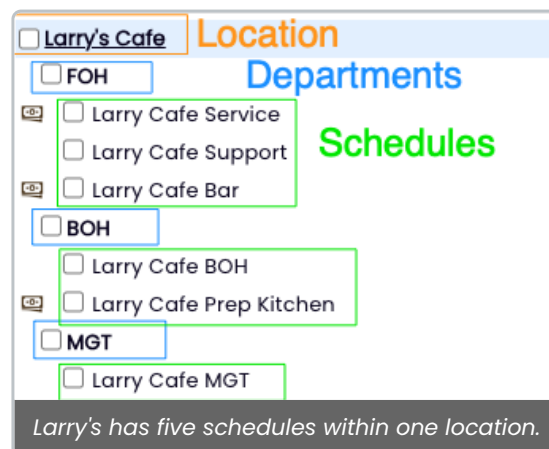 Larry's Cafe Location
FOH Departments
Larry Cafe Service
Larry Cafe Support Schedules
Larry Cafe Bar
BOH
Larry Cafe BOH
Larry Cafe Prep Kitchen
MGT
Larry Cafe MGT
Larry's has five schedules within one location.